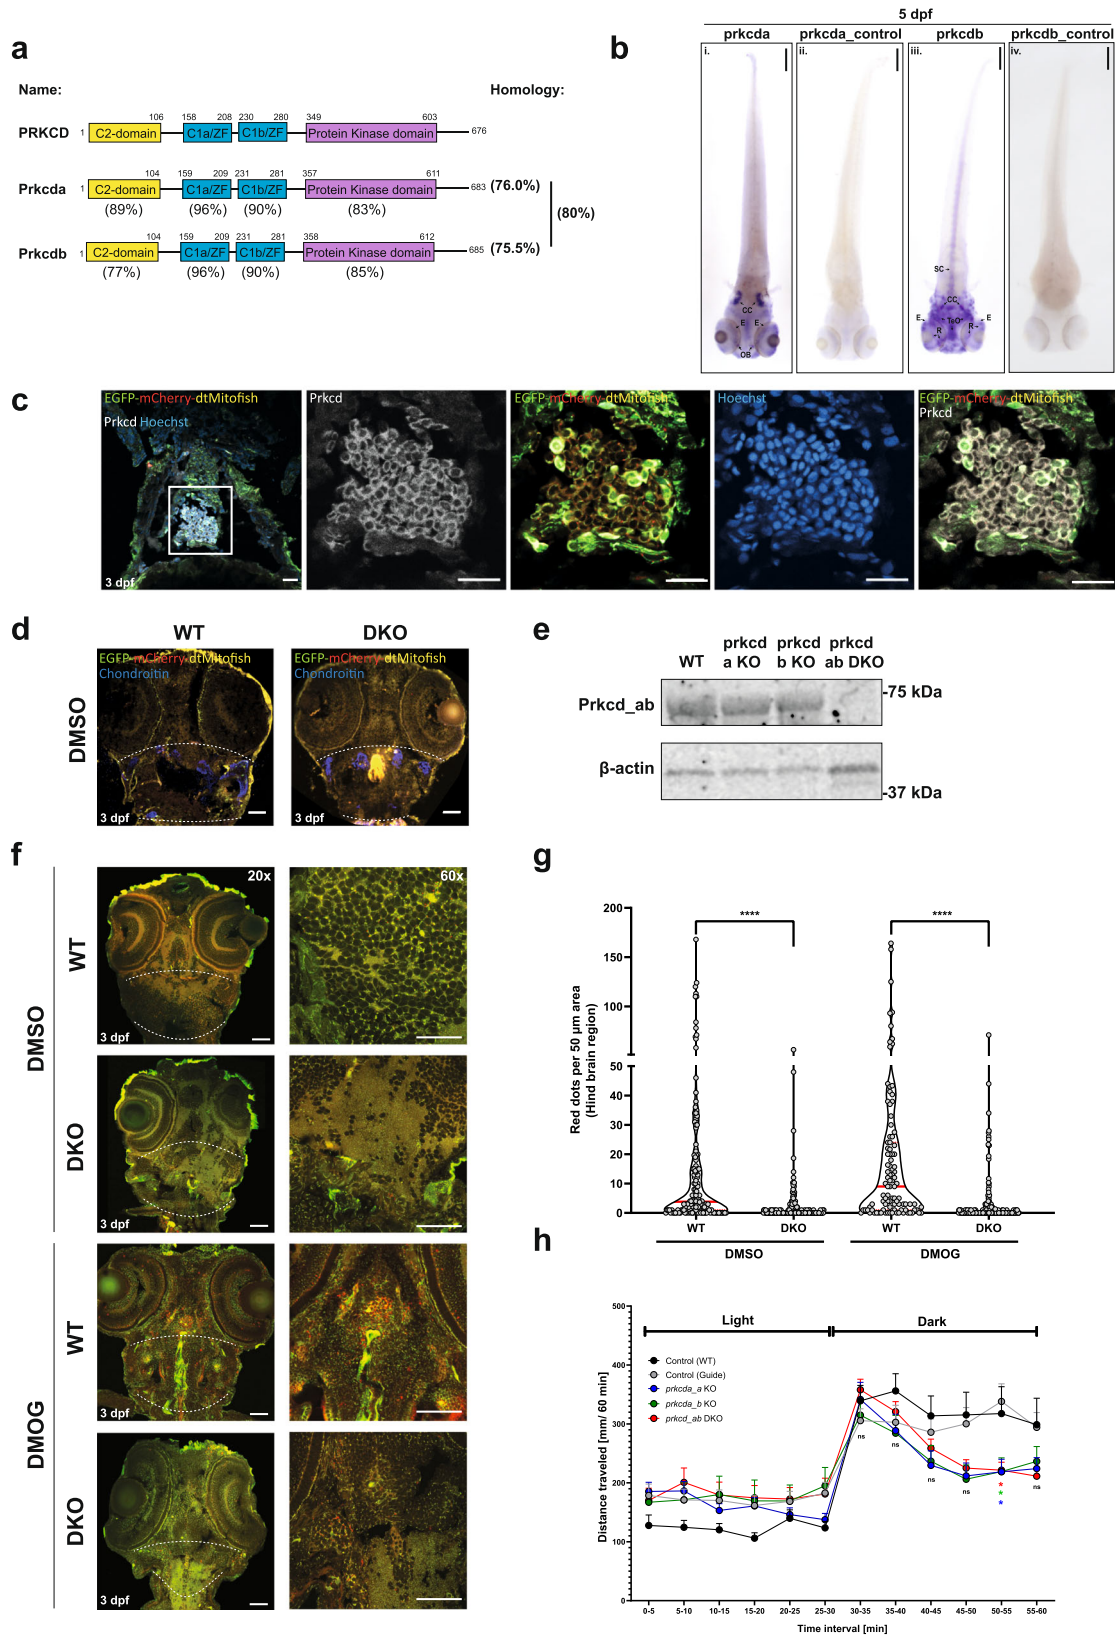 a
Name:
Homology:
PRKCD
1
C2-domain
106
158
208
C1a/ZF
230
280
C1b/ZF
349
603
Protein Kinase domain
676
Prkcda
1
C2-domain
104
159
209
C1a/ZF
231
281
C1b/ZF
357
611
Protein Kinase domain
683
(76.0%)
(89%)
(96%)
(90%)
(83%)
(80%)
Prkcdb
1
C2-domain
104
159
209
C1a/ZF
231
281
C1b/ZF
358
612
Protein Kinase domain
685
(75.5%)
(77%)
(96%)
(90%)
(85%)
b
5 dpf
prkcda
prkcda_control
prkcdb
prkcdb_control
i.
ii.
iii.
iv.
CC
E
E
OB
SC
CC
E
TeO
E
R
R
c
EGFP-mCherry-dtMitofish
Prkcd Hoechst
3 dpf
Prkcd
EGFP-mCherry-dtMitofish
Hoechst
EGFP-mCherry-dtMitofish
Prkcd
d
WT
DKO
DMSO
EGFP-mCherry-dtMitofish
Chondroitin
3 dpf
EGFP-mCherry-dtMitofish
Chondroitin
3 dpf
e
WT
prkcd a KO
prkcd b KO
prkcd ab DKO
Prkcd_ab
-75 kDa
β-actin
-37 kDa
f
20x
60x
DMSO
WT
3 dpf
DKO
3 dpf
DMOG
WT
3 dpf
DKO
3 dpf
g
Red dots per 50 µm area
(Hind brain region)
200
150
100
50
50
40
30
20
10
0
****
****
WT
DKO
WT
DKO
DMSO
DMOG
h
Distance traveled [mm/ 60 min]
500
400
300
200
100
0
Light
Dark
Control (WT)
Control (Guide)
prkcda_a KO
prkcda_b KO
prkcd_ab DKO
ns
ns
ns
ns
*
*
*
ns
0-5
5-10
10-15
15-20
20-25
25-30
30-35
35-40
40-45
45-50
50-55
55-60
Time interval [min]